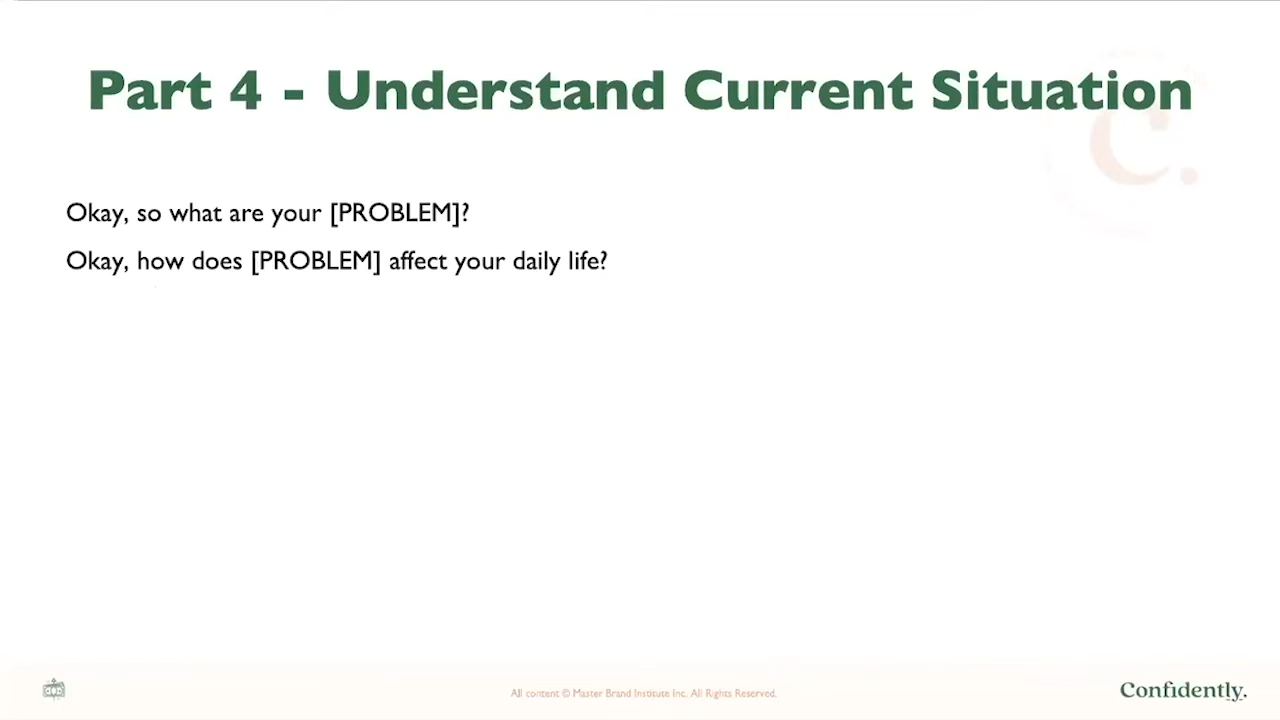 Part 4 - Understand Current Situation
C.
Okay, so what are your [PROBLEM]?
Okay, how does [PROBLEM] affect your daily life?
All content © Master Brand Institute Inc. All Rights Reserved.
Confidently.